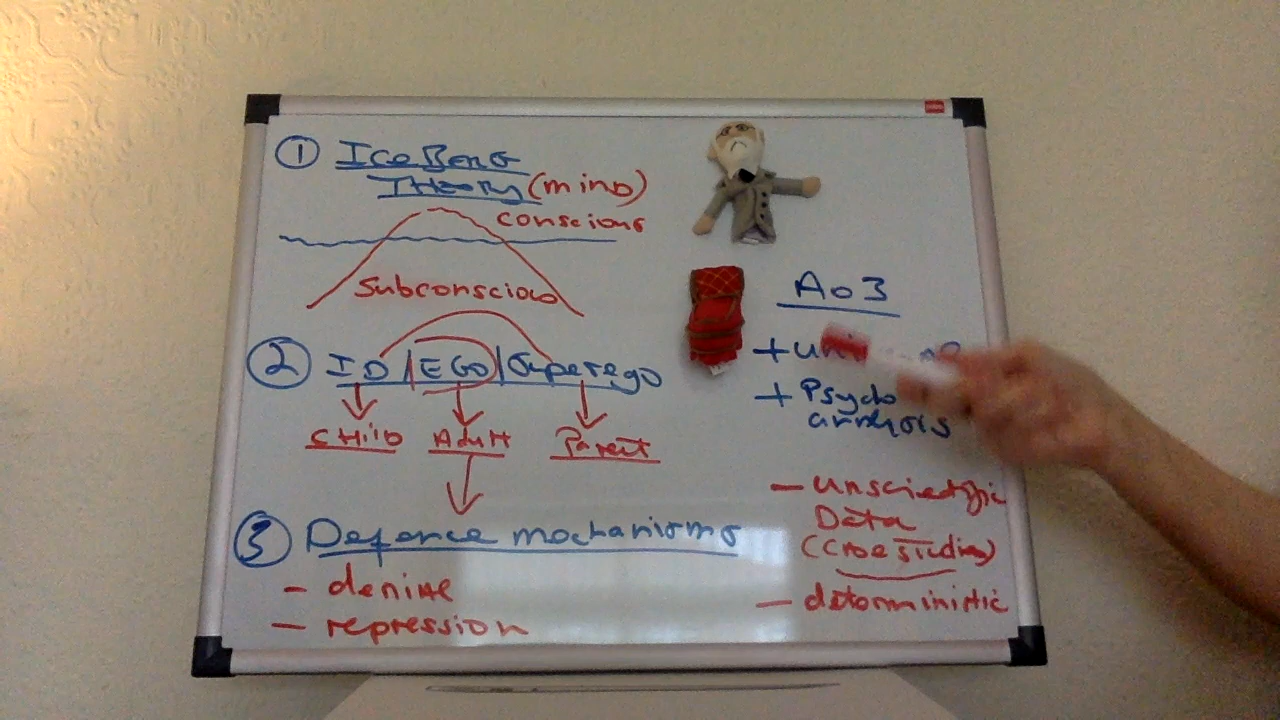 1 IceBerg
Theory (mind)
conscious
Subconscious
2 ID | EGO | Superego
CHild Adult Parent
3 Defence mechanisms
- denial
- repression
Ao3
+
+ Psycho
- unscientific
Data
(Case studies)
- deterministic